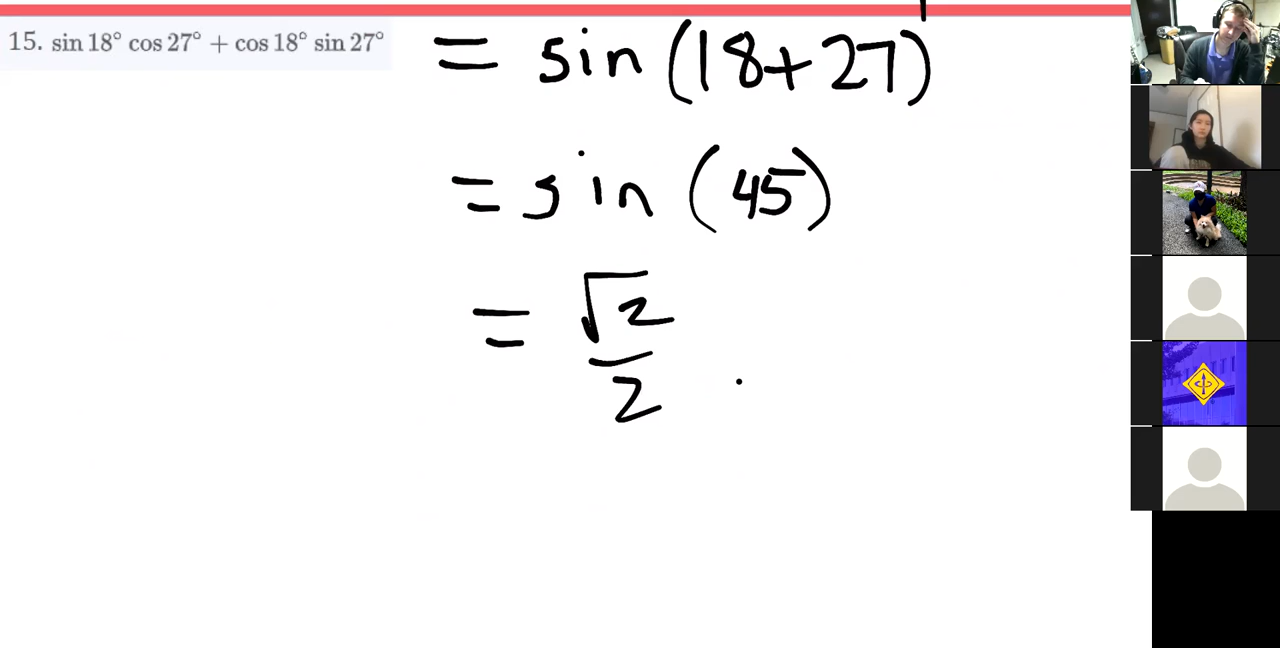 15. sin 18° cos 27° + cos 18° sin 27°
= sin (18+27)
= sin (45)
= √2/2